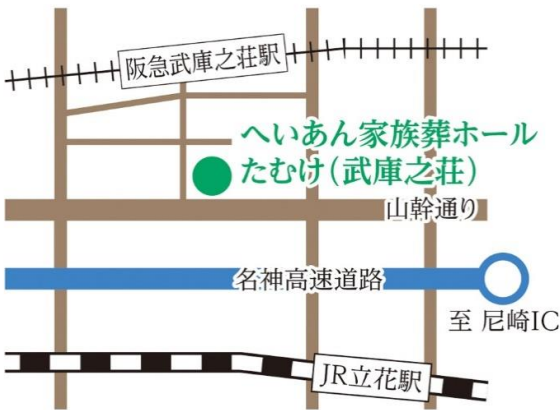 阪急武庫之荘駅
へいあん家族葬ホール
たむけ(武庫之荘)
山幹通り
名神高速道路
至 尼崎IC
JR立花駅